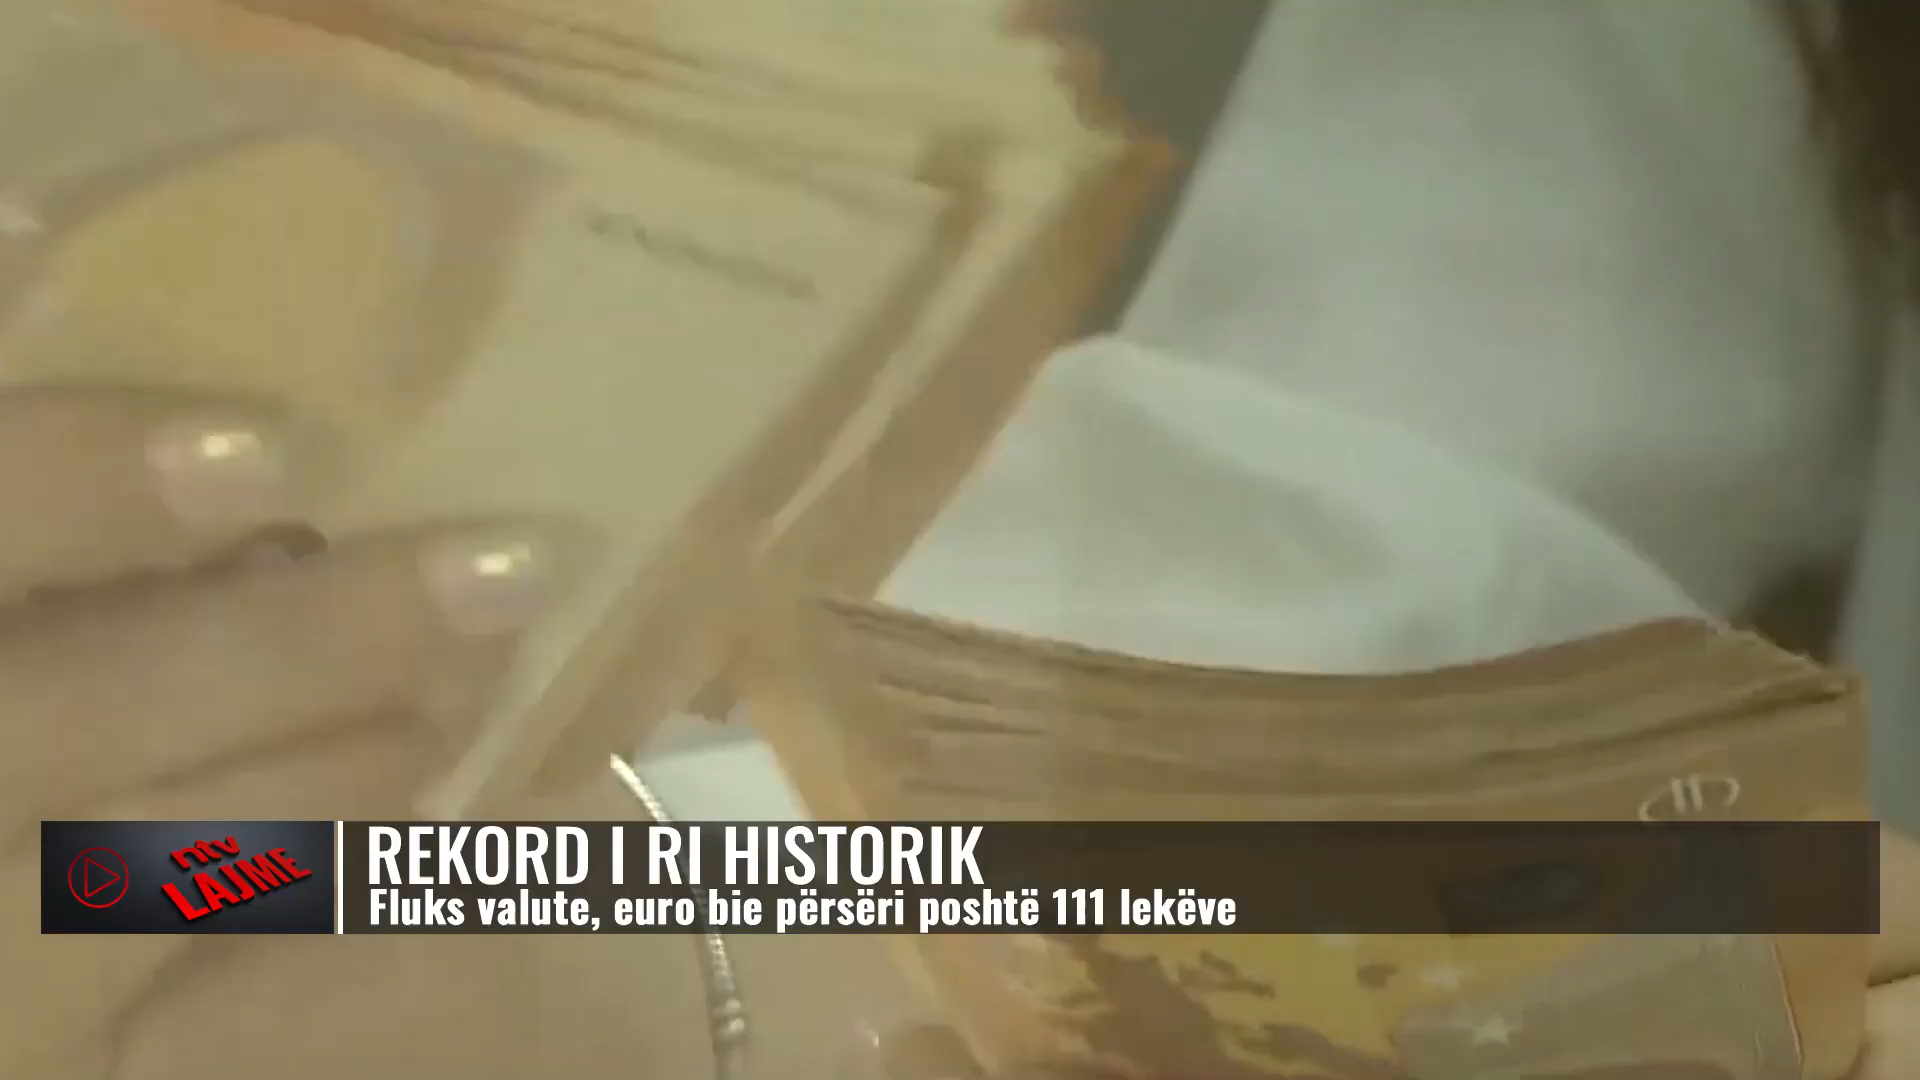 ntv
LAJME
REKORD I RI HISTORIK
Fluks valute, euro bie përsëri poshtë 111 lekëve